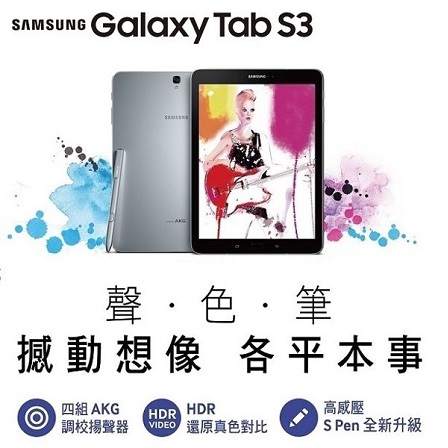 SAMSUNG Galaxy Tab S3
SAMSUNG
SAMSUNG
AKG
聲·色·筆
撼動想像 各平本事
四組 AKG
調校揚聲器
HDR
VIDEO
HDR
還原真色對比
高感壓
S Pen 全新升級